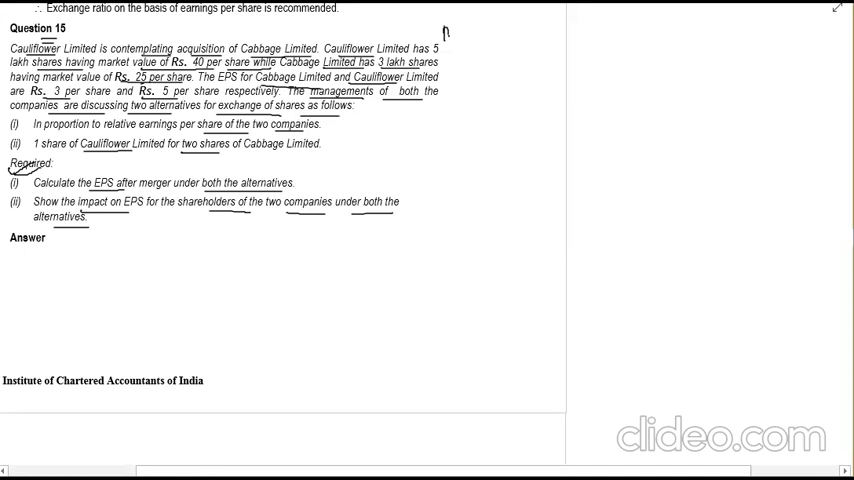 ∴ Exchange ratio on the basis of earnings per share is recommended.
Question 15
Cauliflower Limited is contemplating acquisition of Cabbage Limited. Cauliflower Limited has 5
lakh shares having market value of Rs. 40 per share while Cabbage Limited has 3 lakh shares
having market value of Rs. 25 per share. The EPS for Cabbage Limited and Cauliflower Limited
are Rs. 3 per share and Rs. 5 per share respectively. The managements of both the
companies are discussing two alternatives for exchange of shares as follows:
(i) In proportion to relative earnings per share of the two companies.
(ii) 1 share of Cauliflower Limited for two shares of Cabbage Limited.
Required:
(i) Calculate the EPS after merger under both the alternatives.
(ii) Show the impact on EPS for the shareholders of the two companies under both the
alternatives.
Answer
Institute of Chartered Accountants of India
clideo.com